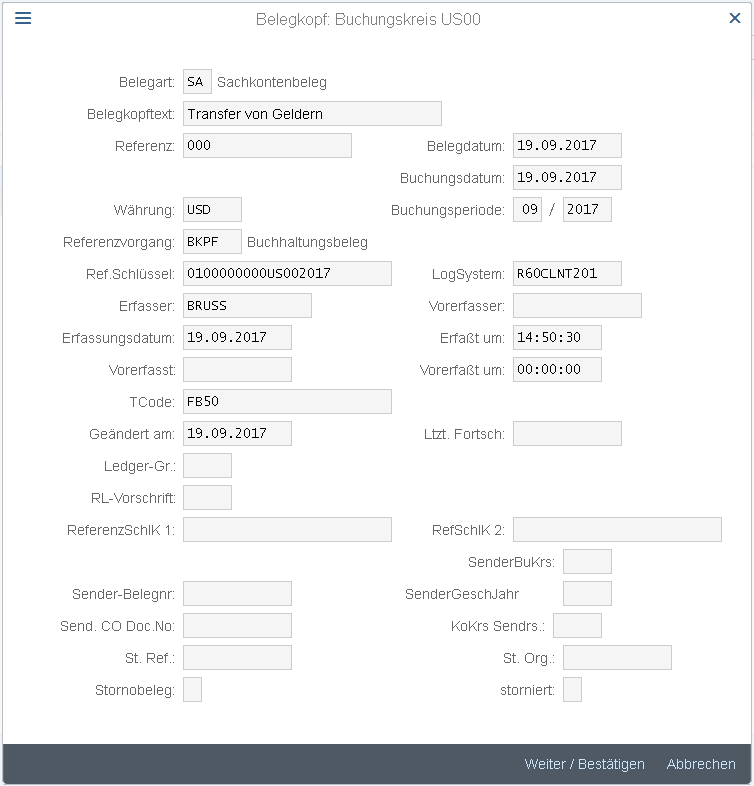 Belegkopf: Buchungskreis US00
Belegart: SA Sachkontenbeleg
Belegkopftext: Transfer von Geldern
Referenz: 000 Belegdatum: 19.09.2017
Buchungsdatum: 19.09.2017
Währung: USD Buchungsperiode: 09 / 2017
Referenzvorgang: BKPF Buchhaltungsbeleg
Ref.Schlüssel: 0100000000US002017 LogSystem: R60CLNT201
Erfasser: BRUSS Vorerfasser:
Erfassungsdatum: 19.09.2017 Erfaßt um: 14:50:30
Vorerfasst: Vorerfaßt um: 00:00:00
TCode: FB50
Geändert am: 19.09.2017 Ltzt. Fortsch:
Ledger-Gr.:
RL-Vorschrift:
ReferenzSchlK 1: RefSchlK 2:
SenderBuKrs:
Sender-Belegnr: SenderGeschJahr
Send. CO Doc.No: KoKrs Sendrs.:
St. Ref.: St. Org.:
Stornobeleg: storniert:
Weiter / Bestätigen Abbrechen